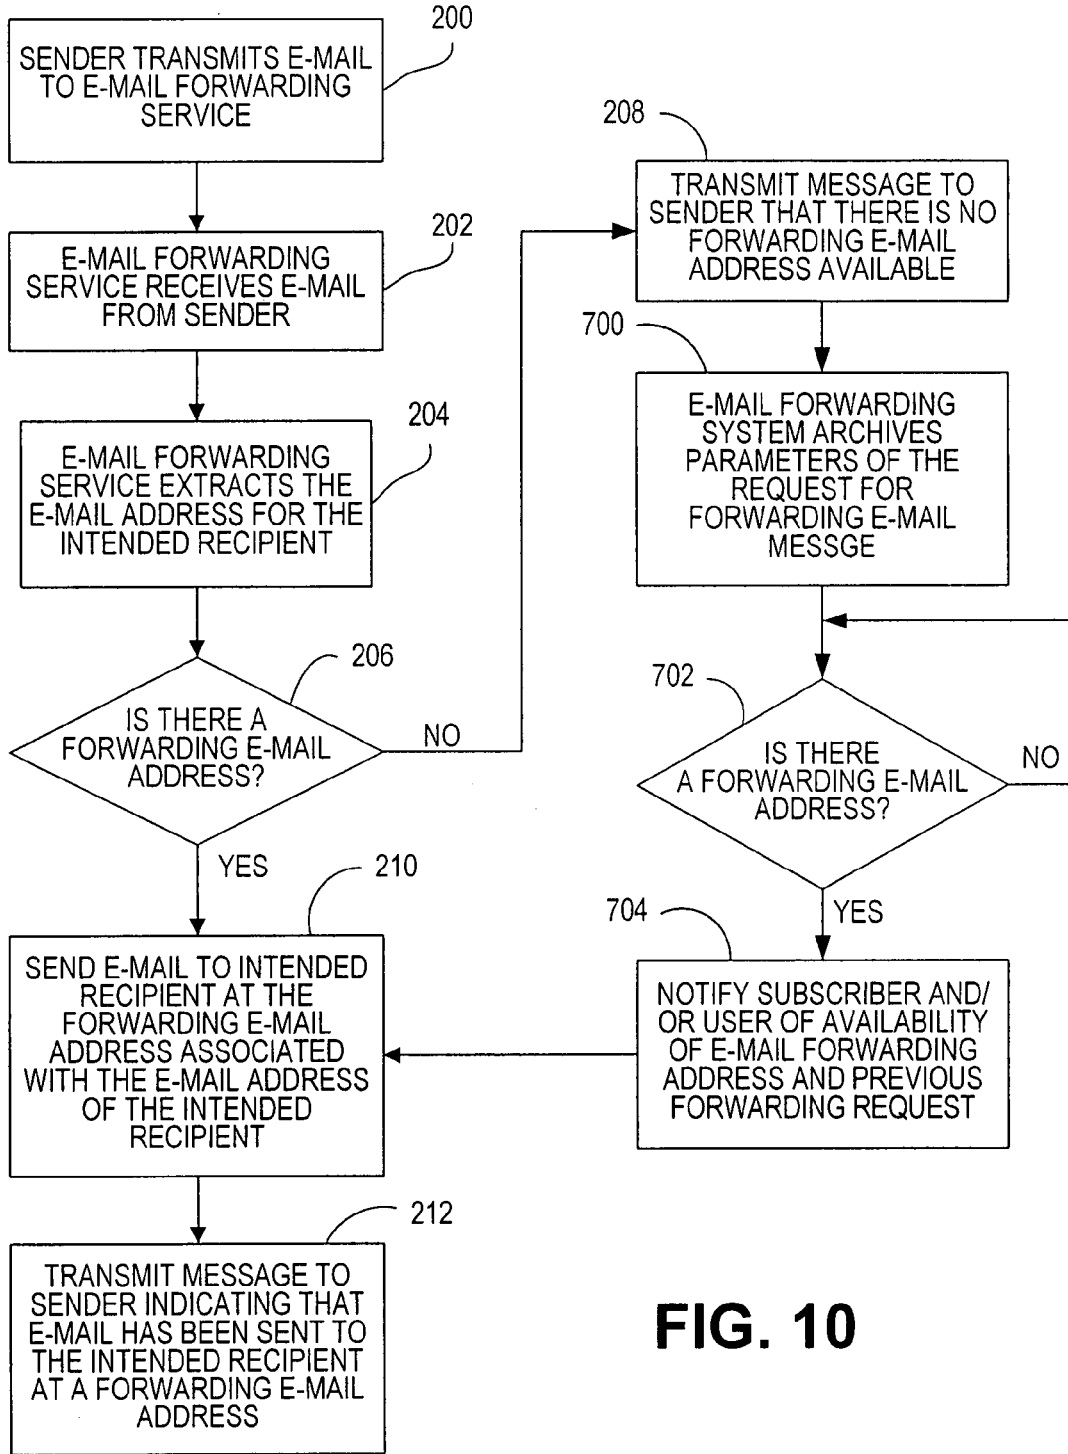 200
SENDER TRANSMITS E-MAIL
TO E-MAIL FORWARDING
SERVICE
202
E-MAIL FORWARDING
SERVICE RECEIVES E-MAIL
FROM SENDER
204
E-MAIL FORWARDING
SERVICE EXTRACTS THE
E-MAIL ADDRESS FOR THE
INTENDED RECIPIENT
206
IS THERE A
FORWARDING E-MAIL
ADDRESS?
NO
YES
208
TRANSMIT MESSAGE TO
SENDER THAT THERE IS NO
FORWARDING E-MAIL
ADDRESS AVAILABLE
700
E-MAIL FORWARDING
SYSTEM ARCHIVES
PARAMETERS OF THE
REQUEST FOR
FORWARDING E-MAIL
MESSGE
702
IS THERE
A FORWARDING E-MAIL
ADDRESS?
NO
YES
704
NOTIFY SUBSCRIBER AND/
OR USER OF AVAILABILITY
OF E-MAIL FORWARDING
ADDRESS AND PREVIOUS
FORWARDING REQUEST
210
SEND E-MAIL TO INTENDED
RECIPIENT AT THE
FORWARDING E-MAIL
ADDRESS ASSOCIATED
WITH THE E-MAIL ADDRESS
OF THE INTENDED
RECIPIENT
212
TRANSMIT MESSAGE TO
SENDER INDICATING THAT
E-MAIL HAS BEEN SENT TO
THE INTENDED RECIPIENT
AT A FORWARDING E-MAIL
ADDRESS
FIG. 10